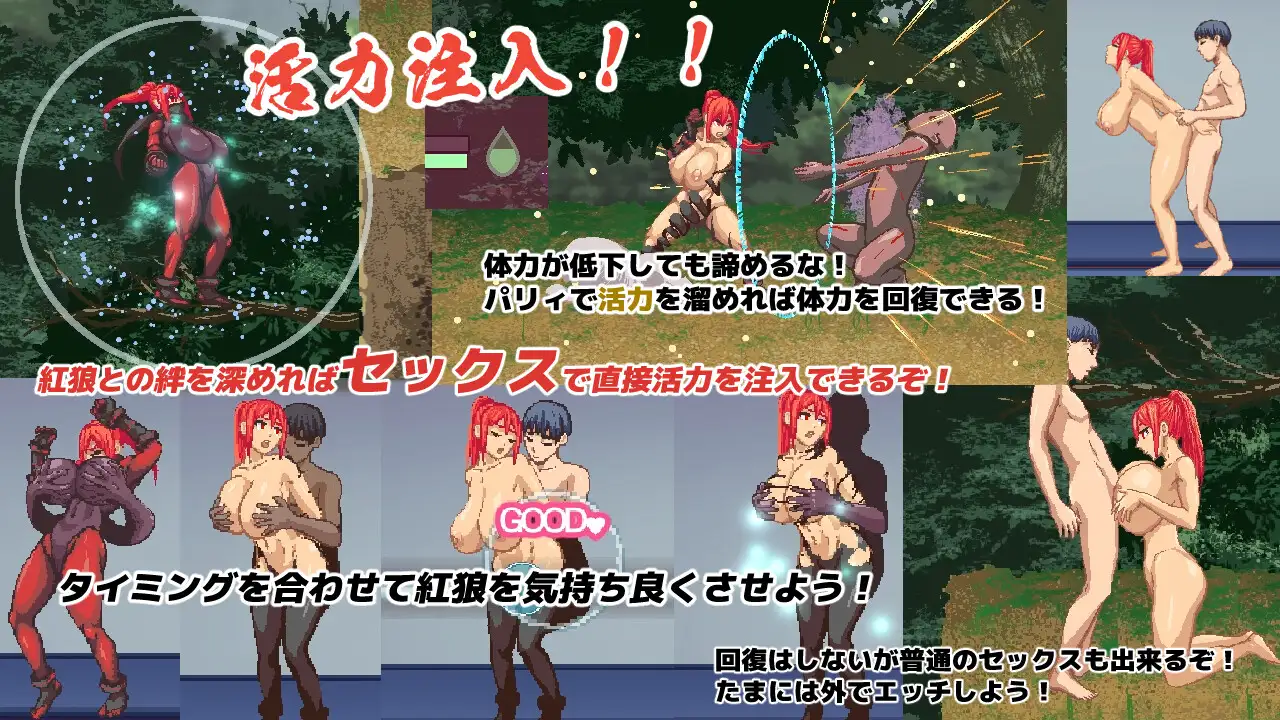 活力注入！！
体力が低下しても諦めるな！
パリィで活力を溜めれば体力を回復できる！
紅狼との絆を深めればセックスで直接活力を注入できるぞ！
GOOD
タイミングを合わせて紅狼を気持ち良くさせよう！
回復はしないが普通のセックスも出来るぞ！
たまには外でエッチしよう！